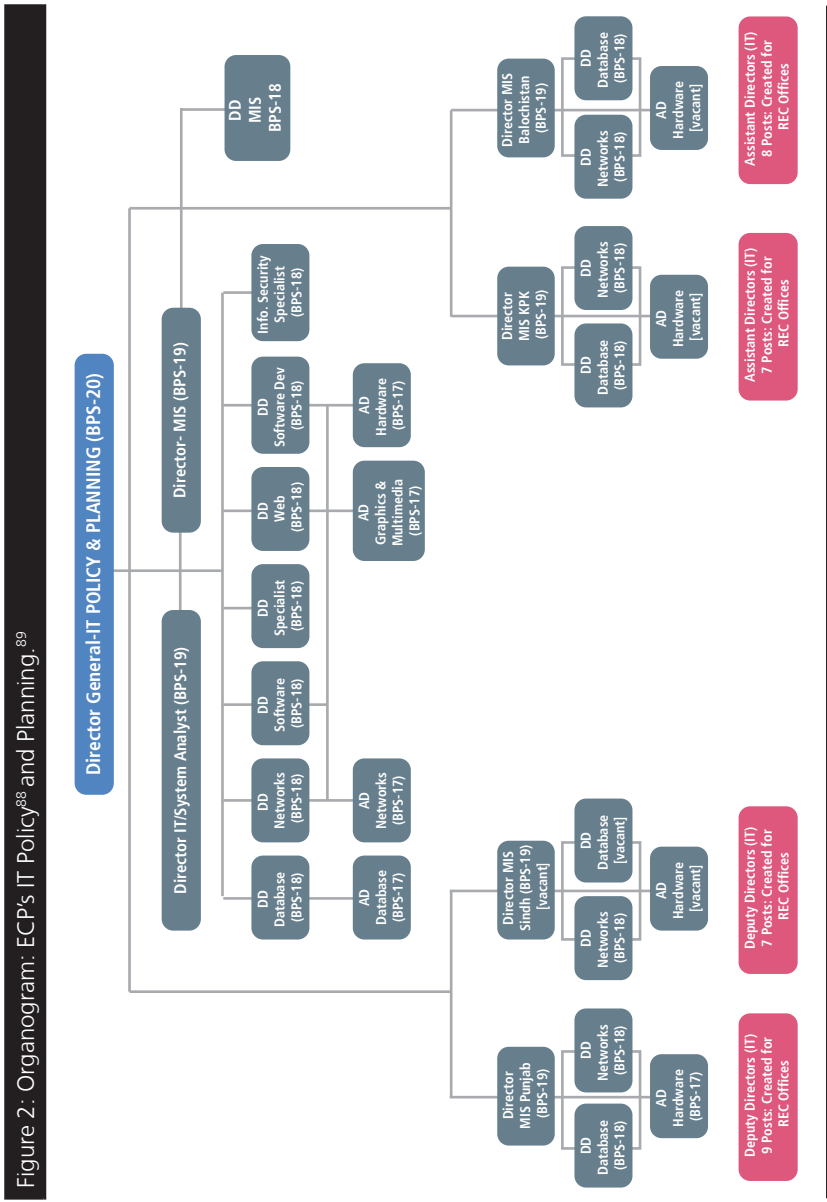 Figure 2: Organogram: ECP's IT Policy88 and Planning.89
Director General-IT POLICY & PLANNING (BPS-20)
Director IT/System Analyst (BPS-19)
Director- MIS (BPS-19)
DD
MIS
BPS-18
DD
Database
(BPS-18)
DD
Networks
(BPS-18)
DD
Software
(BPS-18)
DD
Specialist
(BPS-18)
DD
Web
(BPS-18)
DD
Software Dev
(BPS-18)
Info. Security
Specialist
(BPS-18)
AD
Database
(BPS-17)
AD
Networks
(BPS-17)
AD
Graphics &
Multimedia
(BPS-17)
AD
Hardware
(BPS-17)
Director
MIS Punjab
(BPS-19)
DD
Database
(BPS-18)
DD
Networks
(BPS-18)
AD
Hardware
(BPS-17)
Deputy Directors (IT)
9 Posts: Created for
REC Offices
Director MIS
Sindh (BPS-19)
[vacant]
DD
Networks
(BPS-18)
DD
Database
[vacant]
AD
Hardware
[vacant]
Deputy Directors (IT)
7 Posts: Created for
REC Offices
Director
MIS KPK
(BPS-19)
DD
Database
(BPS-18)
DD
Networks
(BPS-18)
AD
Hardware
[vacant]
Assistant Directors (IT)
7 Posts: Created for
REC Offices
Director MIS
Balochistan
(BPS-19)
DD
Networks
(BPS-18)
DD
Database
(BPS-18)
AD
Hardware
[vacant]
Assistant Directors (IT)
8 Posts: Created for
REC Offices